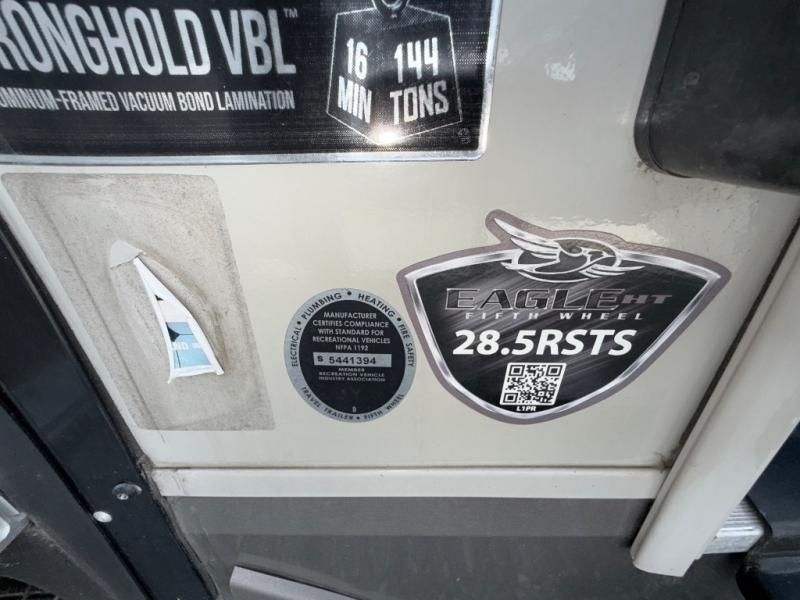 RONGHOLD VBL™
UMINUM-FRAMED VACUUM BOND LAMINATION
16
MIN
144
TONS
ELECTRICAL • PLUMBING • HEATING • FIRE SAFETY
MANUFACTURER
CERTIFIES COMPLIANCE
WITH STANDARD FOR
RECREATIONAL VEHICLES
NFPA 1192
S 5441394
MEMBER
RECREATION VEHICLE
INDUSTRY ASSOCIATION
D
TRAVEL TRAILER • FIFTH WHEEL
EAGLE HT
FIFTH WHEEL
28.5RSTS
L1PR